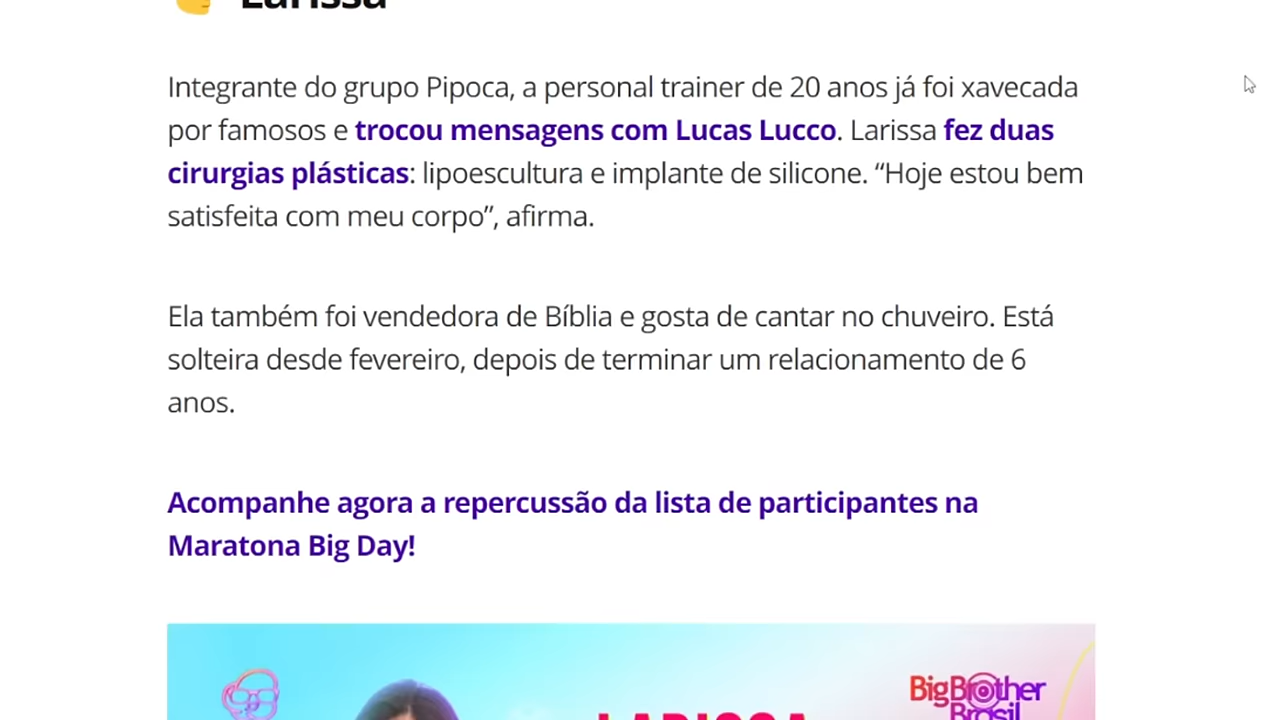 Larissa
Integrante do grupo Pipoca, a personal trainer de 20 anos já foi xavecada
por famosos e trocou mensagens com Lucas Lucco. Larissa fez duas
cirurgias plásticas: lipoescultura e implante de silicone. “Hoje estou bem
satisfeita com meu corpo”, afirma.
Ela também foi vendedora de Bíblia e gosta de cantar no chuveiro. Está
solteira desde fevereiro, depois de terminar um relacionamento de 6
anos.
Acompanhe agora a repercussão da lista de participantes na
Maratona Big Day!
BigBrother
Brasil
LARISSA